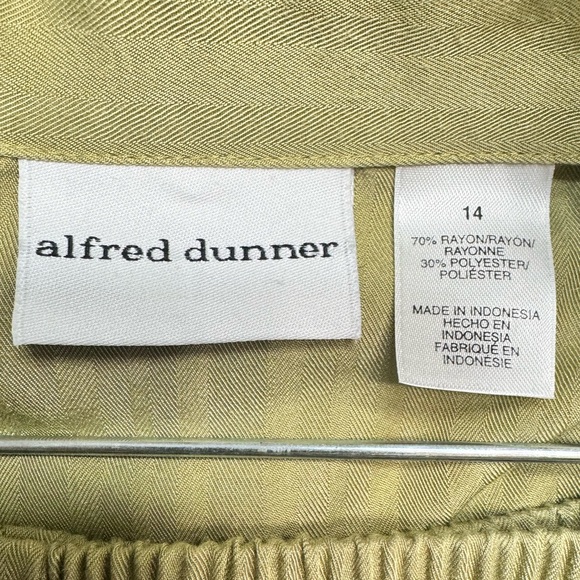 alfred dunner
14
70% RAYON/RAYON/
RAYONNE
30% POLYESTER/
POLIÉSTER/
MADE IN INDONESIA
HECHO EN
INDONESIA
FABRIQUÉ EN
INDONÉSIE